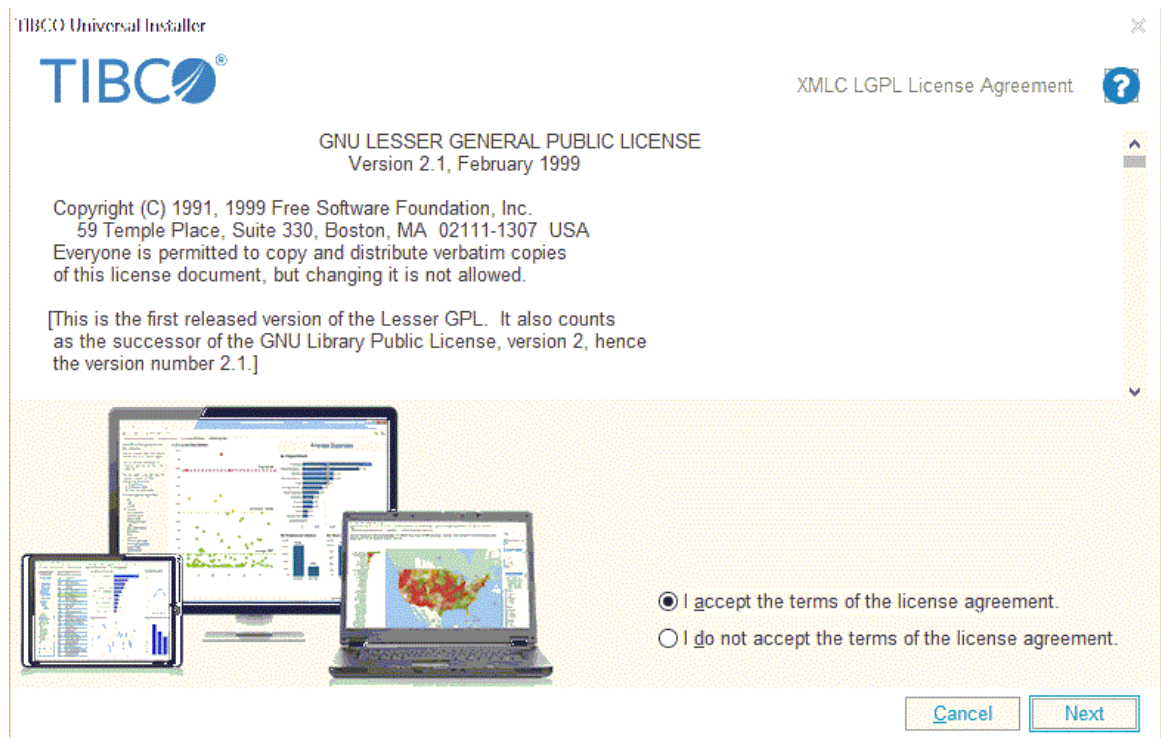 TIBCO Universal Installer
TIBCO®
XMLC LGPL License Agreement
?
GNU LESSER GENERAL PUBLIC LICENSE
Version 2.1, February 1999
Copyright (C) 1991, 1999 Free Software Foundation, Inc.
59 Temple Place, Suite 330, Boston, MA 02111-1307 USA
Everyone is permitted to copy and distribute verbatim copies
of this license document, but changing it is not allowed.
[This is the first released version of the Lesser GPL. It also counts
as the successor of the GNU Library Public License, version 2, hence
the version number 2.1.]
I accept the terms of the license agreement.
I do not accept the terms of the license agreement.
Cancel
Next